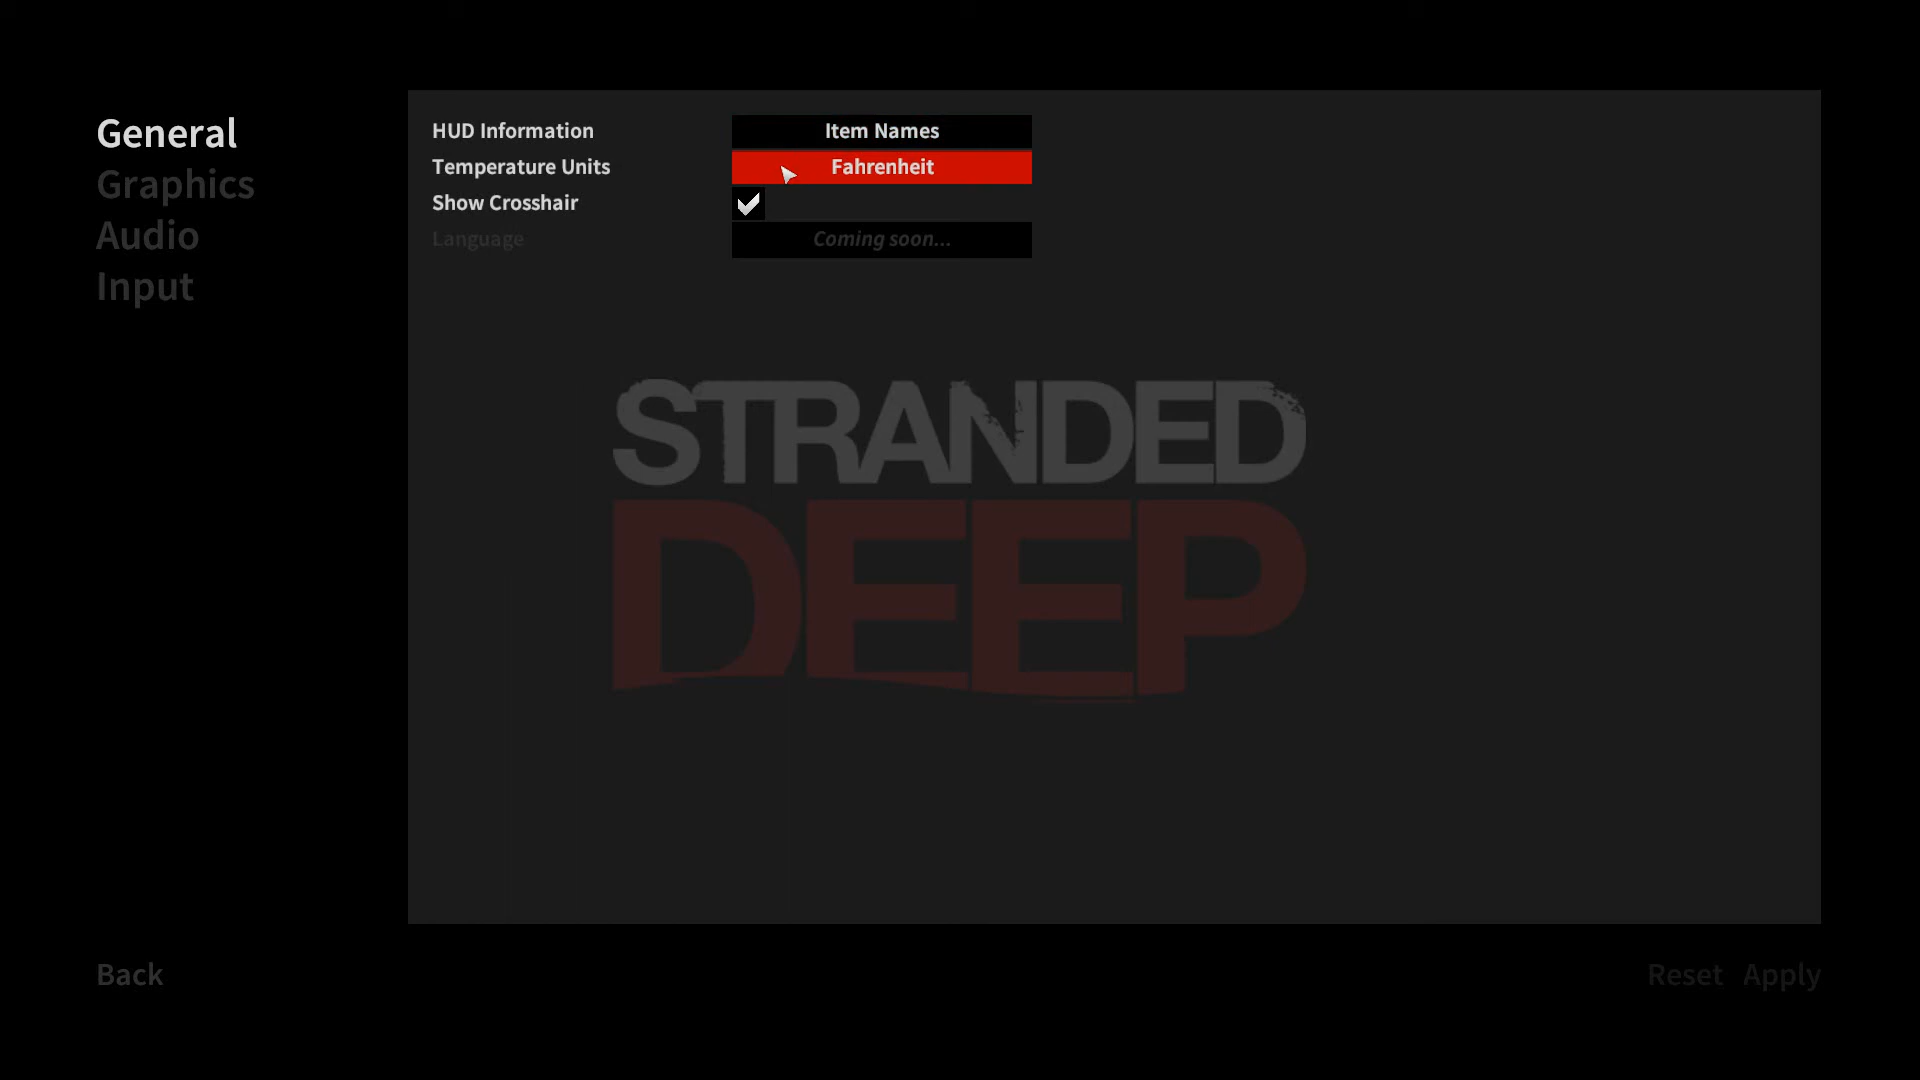 General
Graphics
Audio
Input
HUD Information Item Names
Temperature Units Fahrenheit
Show Crosshair
Language Coming soon...
STRANDED
DEEP
Back
Reset Apply